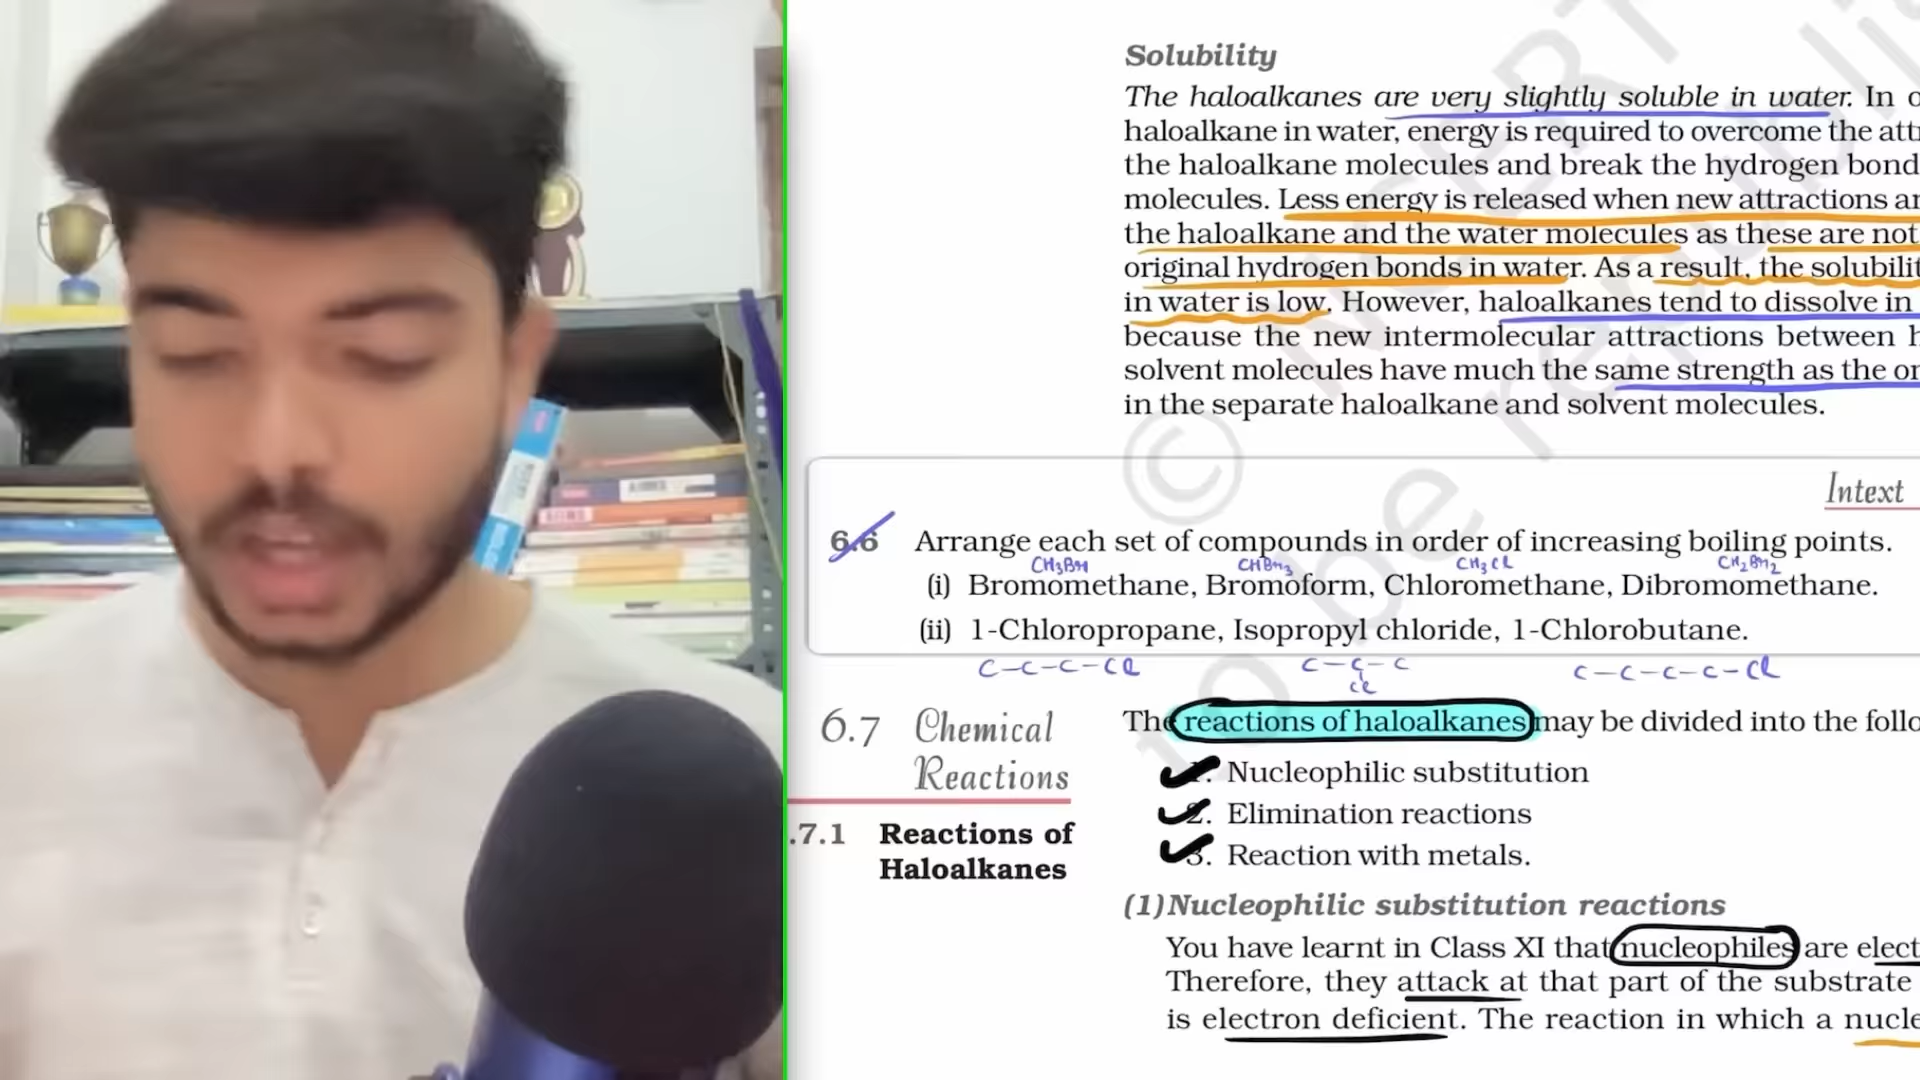 Solubility
The haloalkanes are very slightly soluble in water. In o
haloalkane in water, energy is required to overcome the att
the haloalkane molecules and break the hydrogen bond
molecules. Less energy is released when new attractions ar
the haloalkane and the water molecules as these are not
original hydrogen bonds in water. As a result, the solubilit
in water is low. However, haloalkanes tend to dissolve in
because the new intermolecular attractions between h
solvent molecules have much the same strength as the or
in the separate haloalkane and solvent molecules.
Intext
6.6 Arrange each set of compounds in order of increasing boiling points.
CH3Br CHBr3 CH3Cl CH2Br2
(i) Bromomethane, Bromoform, Chloromethane, Dibromomethane.
(ii) 1-Chloropropane, Isopropyl chloride, 1-Chlorobutane.
C-C-C-Cl C-C-C C-C-C-C-Cl
Cl
6.7 Chemical
Reactions
The reactions of haloalkanes may be divided into the follo
1. Nucleophilic substitution
2. Elimination reactions
3. Reaction with metals.
.7.1 Reactions of
Haloalkanes
(1)Nucleophilic substitution reactions
You have learnt in Class XI that nucleophiles are elect
Therefore, they attack at that part of the substrate
is electron deficient. The reaction in which a nucle
© NCERT
to be republis